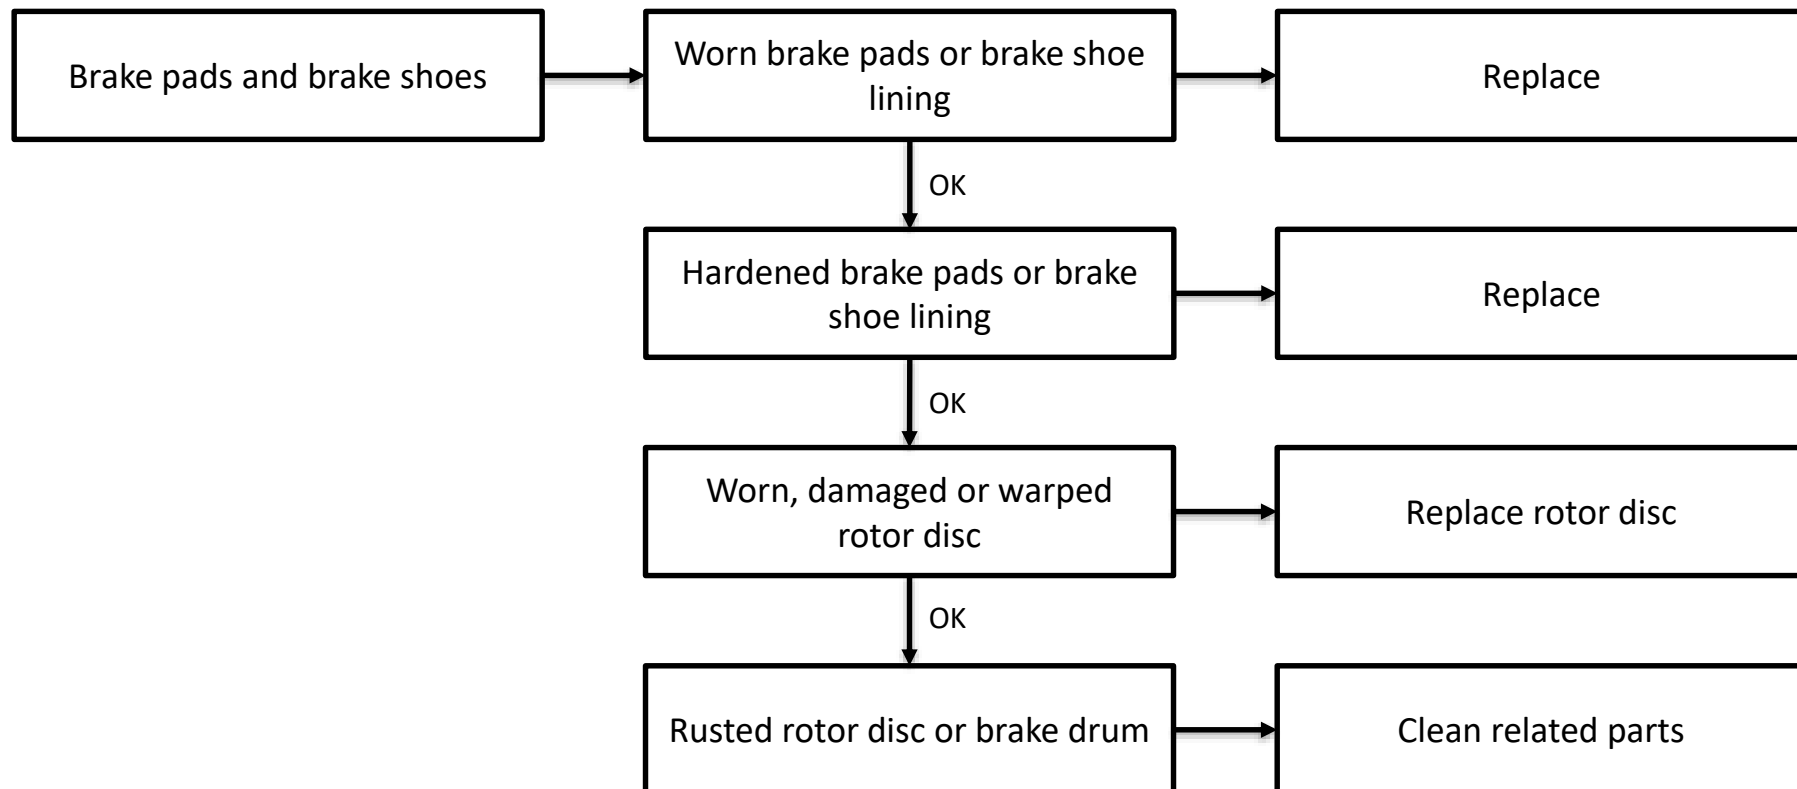 Brake pads and brake shoes
Worn brake pads or brake shoe
lining
Replace
OK
Hardened brake pads or brake
shoe lining
Replace
OK
Worn, damaged or warped
rotor disc
Replace rotor disc
OK
Rusted rotor disc or brake drum
Clean related parts